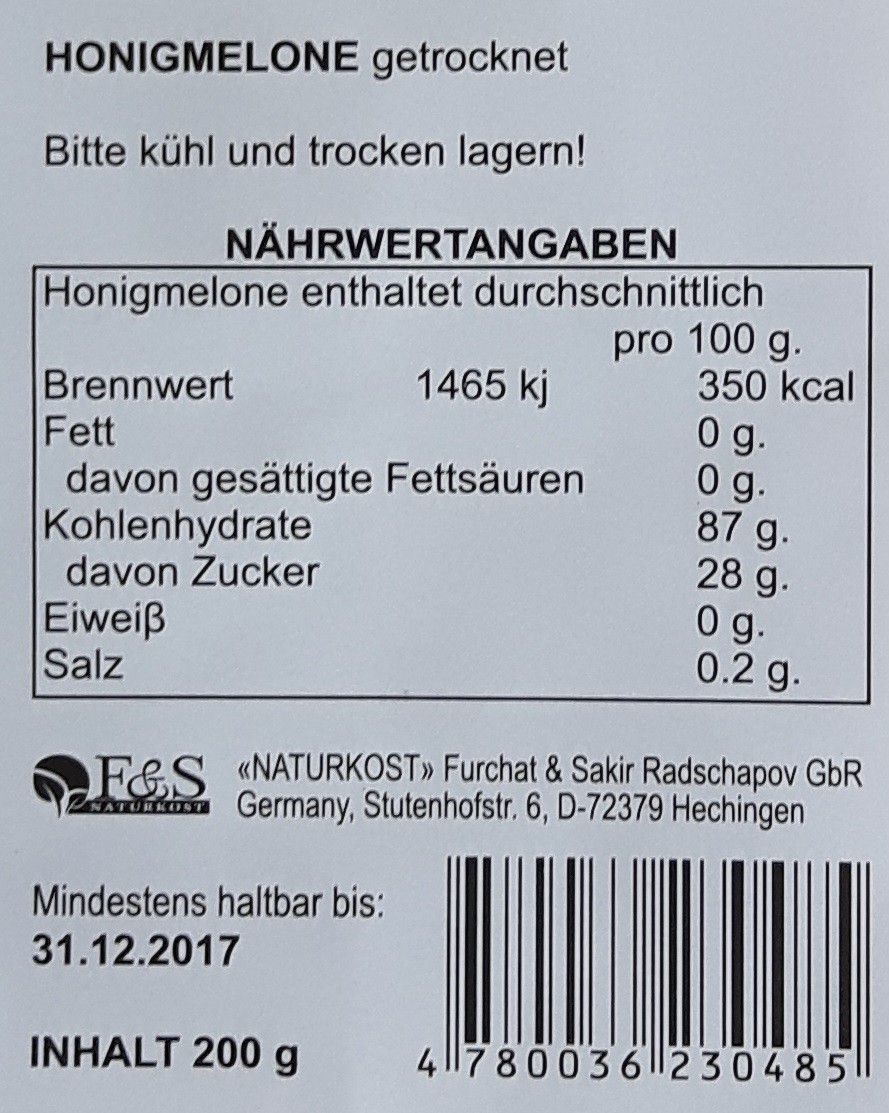 HONIGMELONE getrocknet
Bitte kühl und trocken lagern!
NÄHRWERTANGABEN
Honigmelone enthaltet durchschnittlich
pro 100 g.
Brennwert 1465 kj 350 kcal
Fett 0 g.
davon gesättigte Fettsäuren 0 g.
Kohlenhydrate 87 g.
davon Zucker 28 g.
Eiweiß 0 g.
Salz 0.2 g.
F&S «NATURKOST» Furchat & Sakir Radschapov GbR
NATURKOST Germany, Stutenhofstr. 6, D-72379 Hechingen
Mindestens haltbar bis:
31.12.2017
INHALT 200 g
4 780036 230485